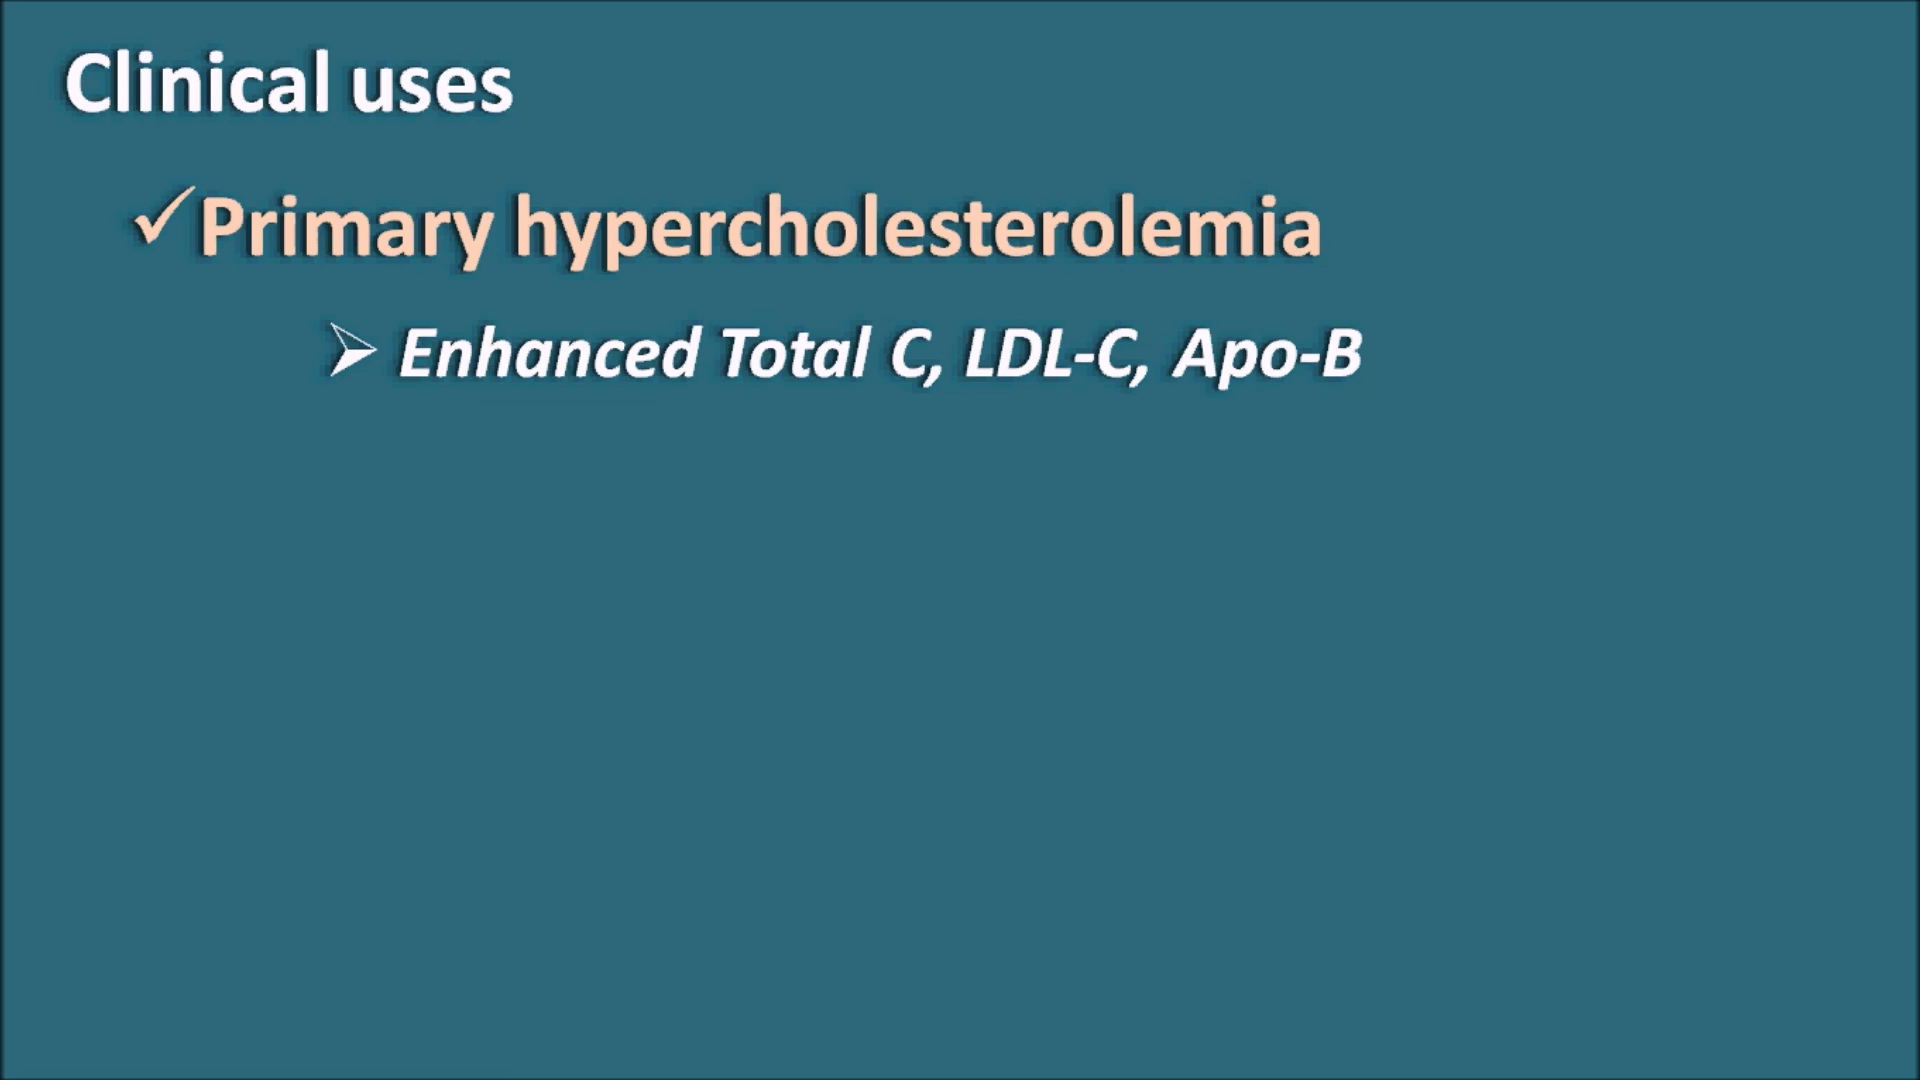 Clinical uses
✓Primary hypercholesterolemia
➢ Enhanced Total C, LDL-C, Apo-B